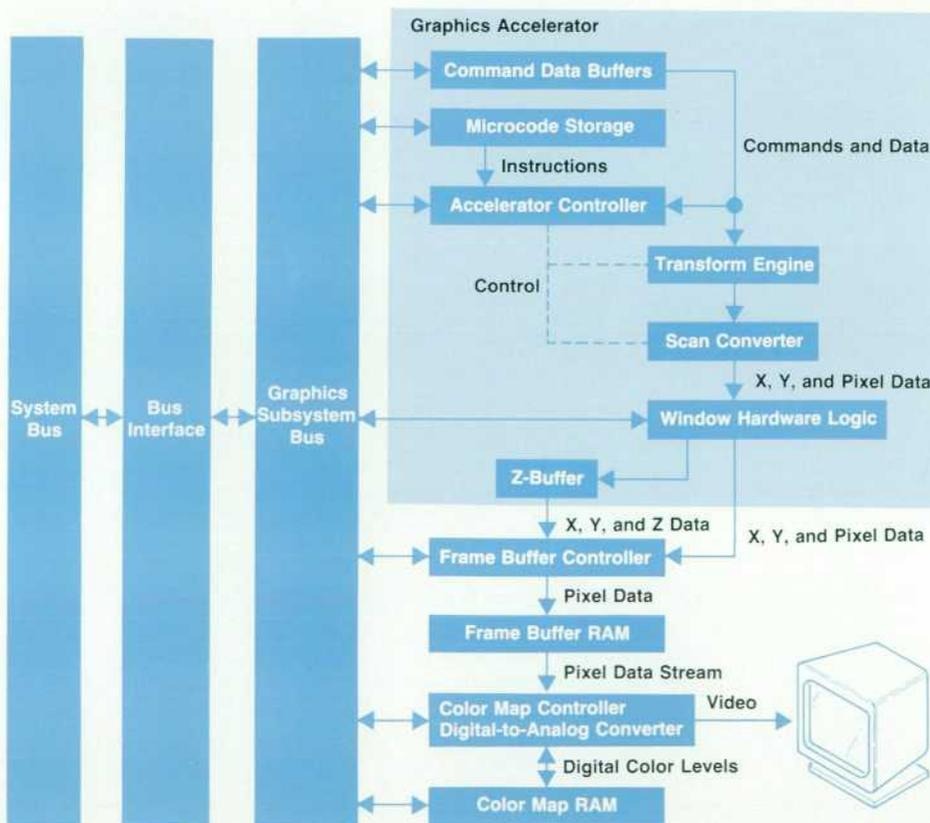 Graphics Accelerator
Command Data Buffers
Microcode Storage
Commands and Data
Instructions
Accelerator Controller
Transform Engine
Control
Scan Converter
X, Y, and Pixel Data
System
Bus
Bus
Interface
Graphics
Subsystem
Bus
Window Hardware Logic
Z-Buffer
X, Y, and Z Data
X, Y, and Pixel Data
Frame Buffer Controller
Pixel Data
Frame Buffer RAM
Pixel Data Stream
Color Map Controller
Digital-to-Analog Converter
Video
Digital Color Levels
Color Map RAM